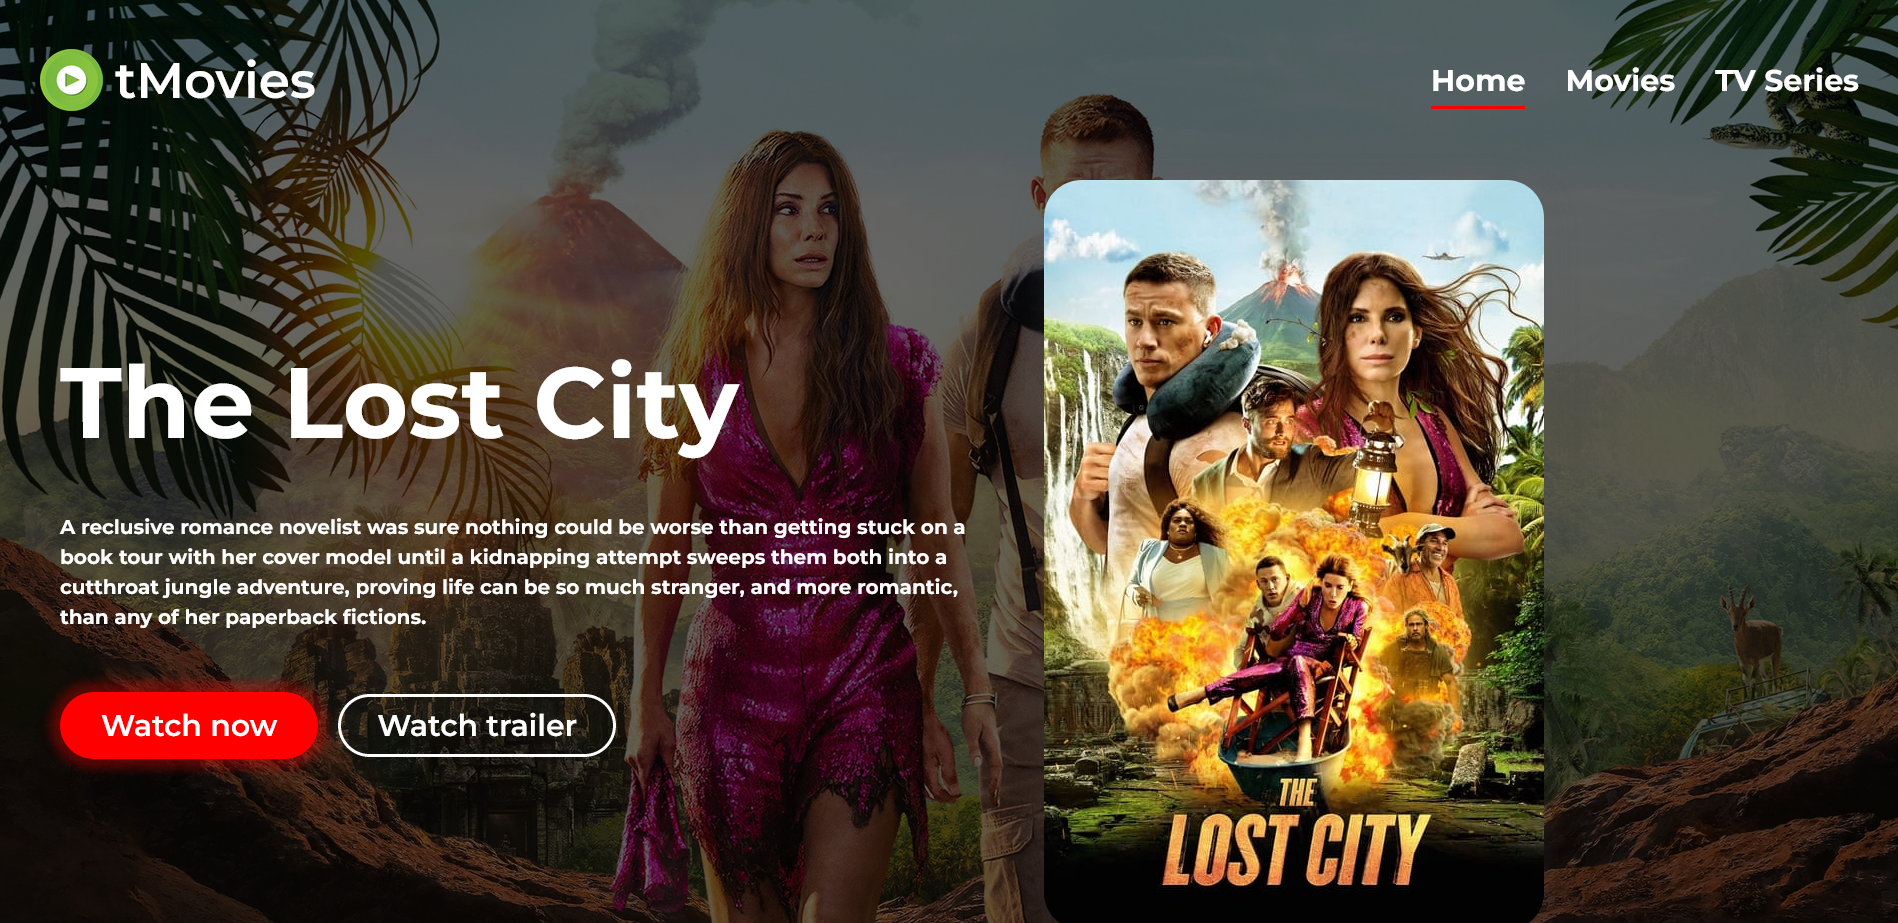 tMovies
Home
Movies
TV Series
The Lost City
A reclusive romance novelist was sure nothing could be worse than getting stuck on a
book tour with her cover model until a kidnapping attempt sweeps them both into a
cutthroat jungle adventure, proving life can be so much stranger, and more romantic,
than any of her paperback fictions.
Watch now
Watch trailer
THE
LOST CITY